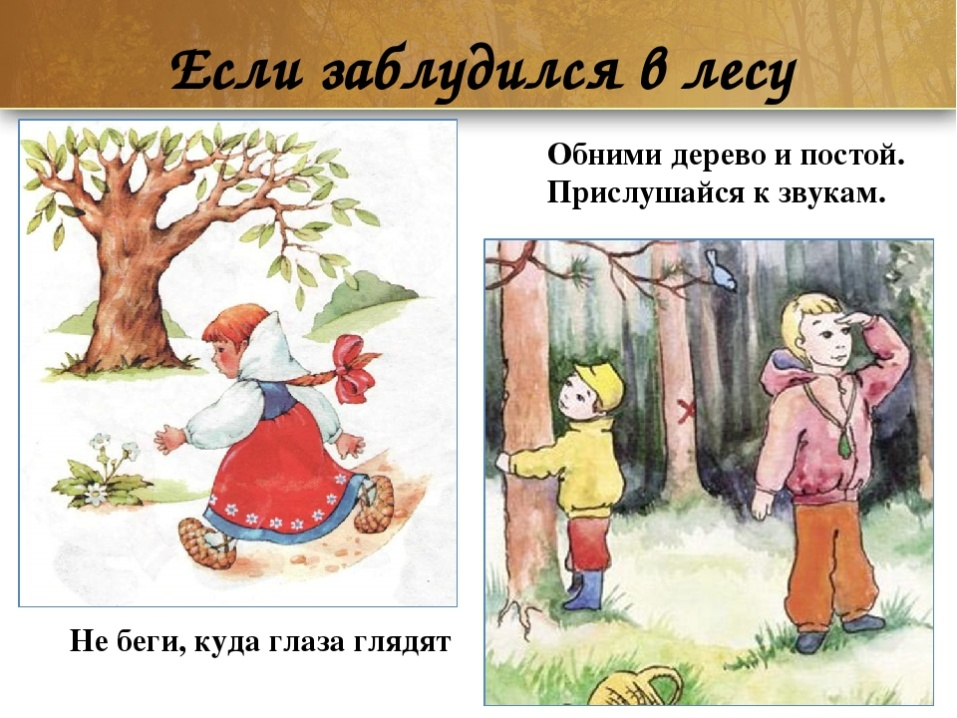 Если заблудился в лесу
Обними дерево и постой.
Прислушайся к звукам.
Не беги, куда глаза глядят